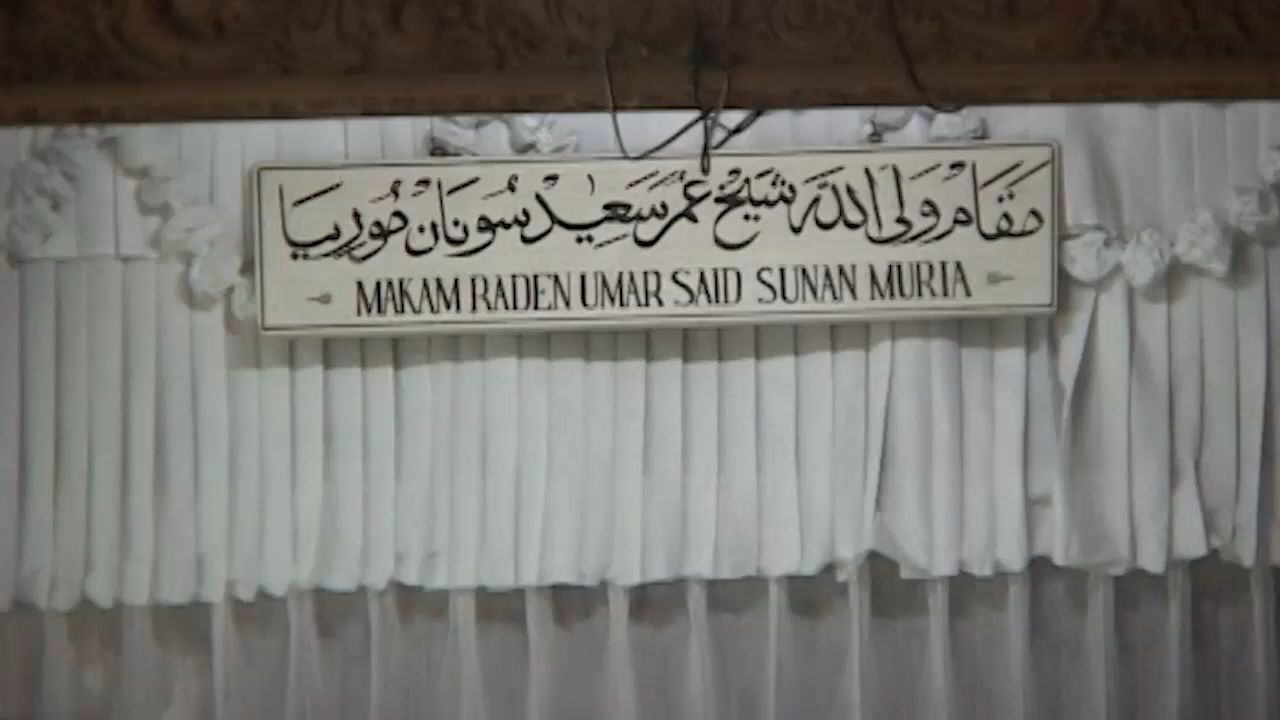 مقام ولي الله شيخ عمر سعيد سونان موريا
MAKAM RADEN UMAR SAID SUNAN MURIA